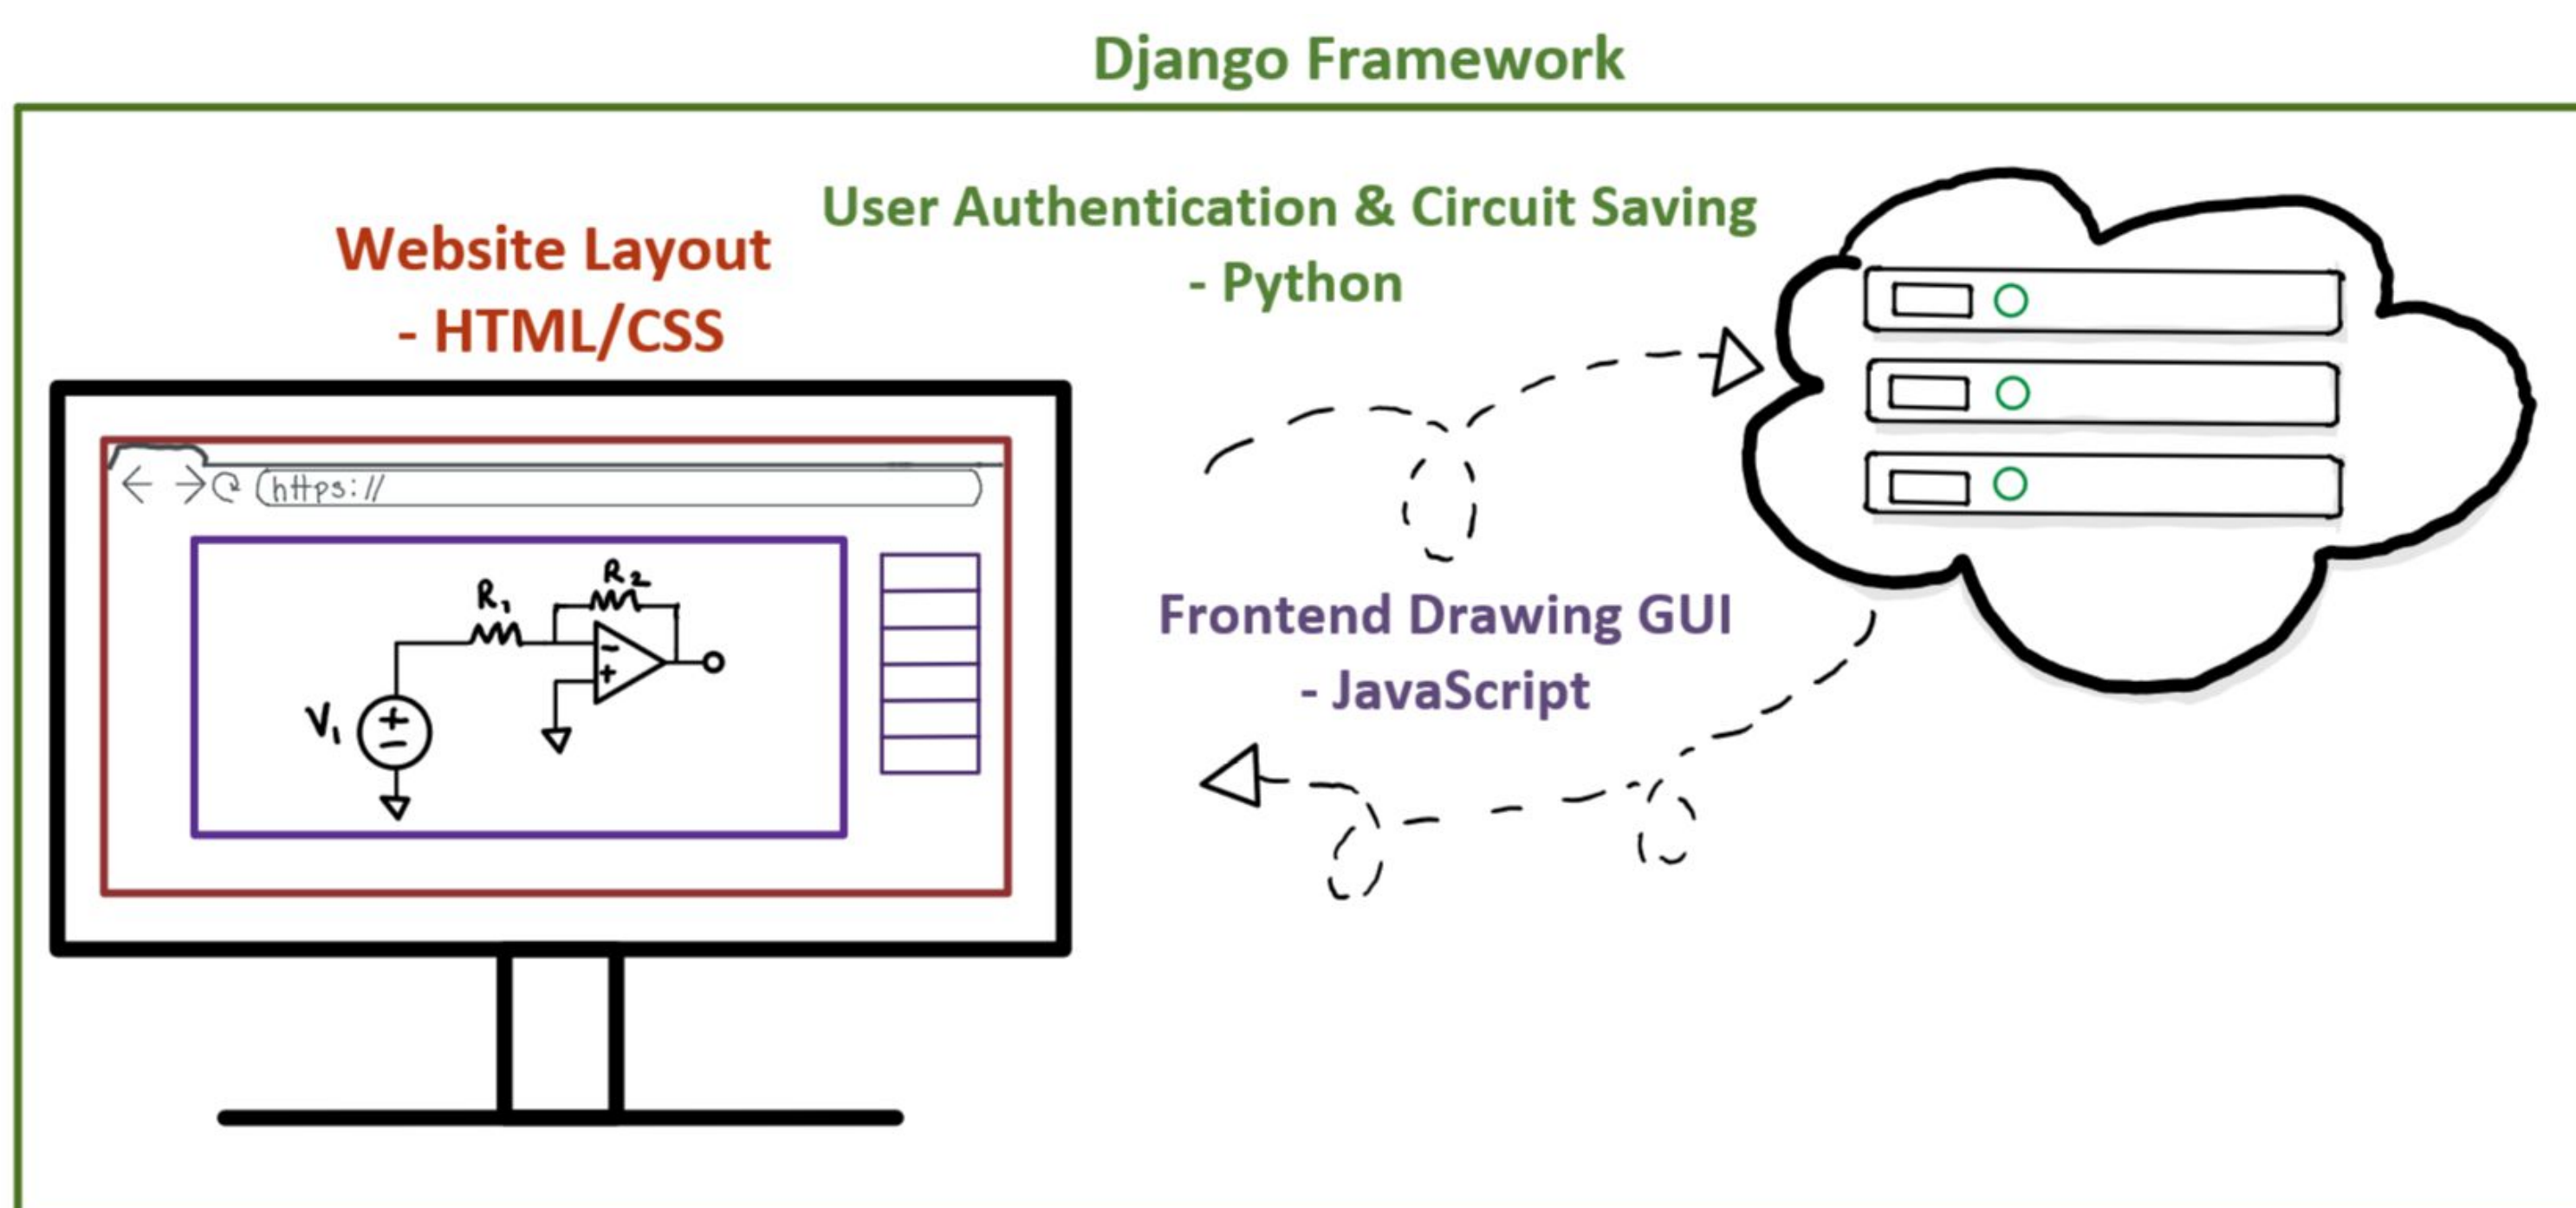 Django Framework
User Authentication & Circuit Saving
- Python
Website Layout
- HTML/CSS
https://
R1
R2
V1
- 
+
+
-
Frontend Drawing GUI
- JavaScript